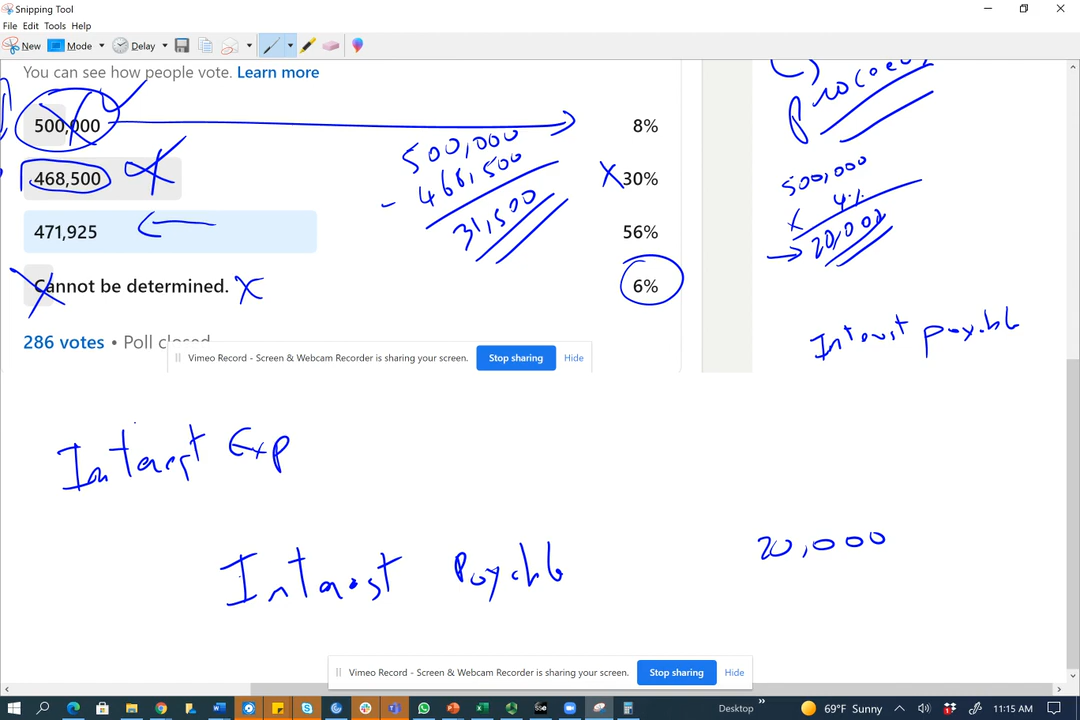 Snipping Tool
File Edit Tools Help
New Mode Delay
You can see how people vote. Learn more
500,000 8%
468,500 30%
471,925 56%
Cannot be determined. 6%
286 votes • Poll closed
500,000
- 468,500
31,500
Proceeds
500,000
x 4%
20,000
Interest payable
Vimeo Record - Screen & Webcam Recorder is sharing your screen. Stop sharing Hide
Interest Exp
Interest Payable 20,000
Vimeo Record - Screen & Webcam Recorder is sharing your screen. Stop sharing Hide
Desktop 69°F Sunny 11:15 AM